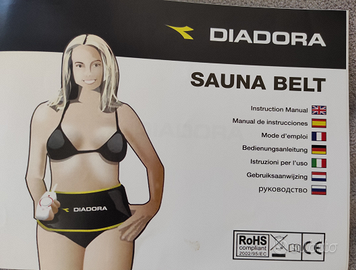 DIADORA
SAUNA BELT
Instruction Manual
Manual de instrucciones
Mode d'emploi
Bedienungsanleitung
Istruzioni per l'uso
Gebruiksaanwijzing
руководство
DIADORA
RoHS
compliant
2002/95/EC
CE